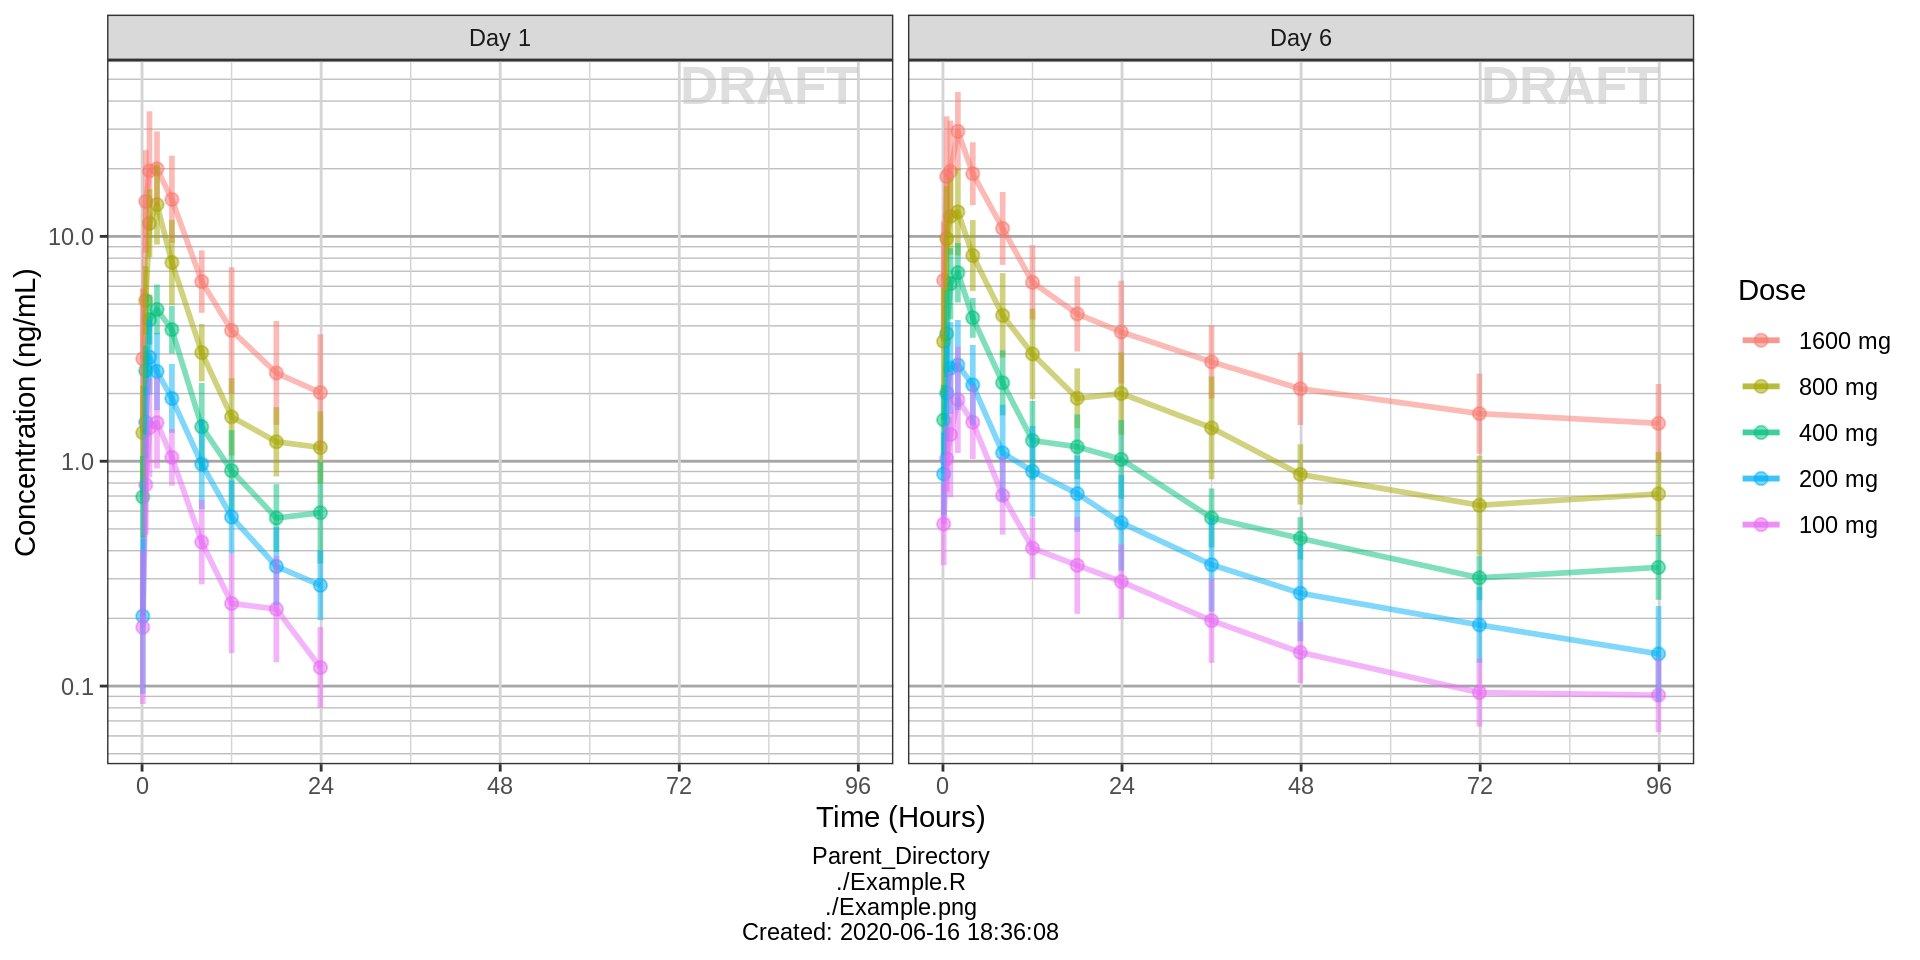 Day 1
Day 6
DRAFT
DRAFT
Concentration (ng/mL)
10.0
1.0
0.1
0
24
48
72
96
0
24
48
72
96
Time (Hours)
Dose
1600 mg
800 mg
400 mg
200 mg
100 mg
Parent_Directory
./Example.R
./Example.png
Created: 2020-06-16 18:36:08